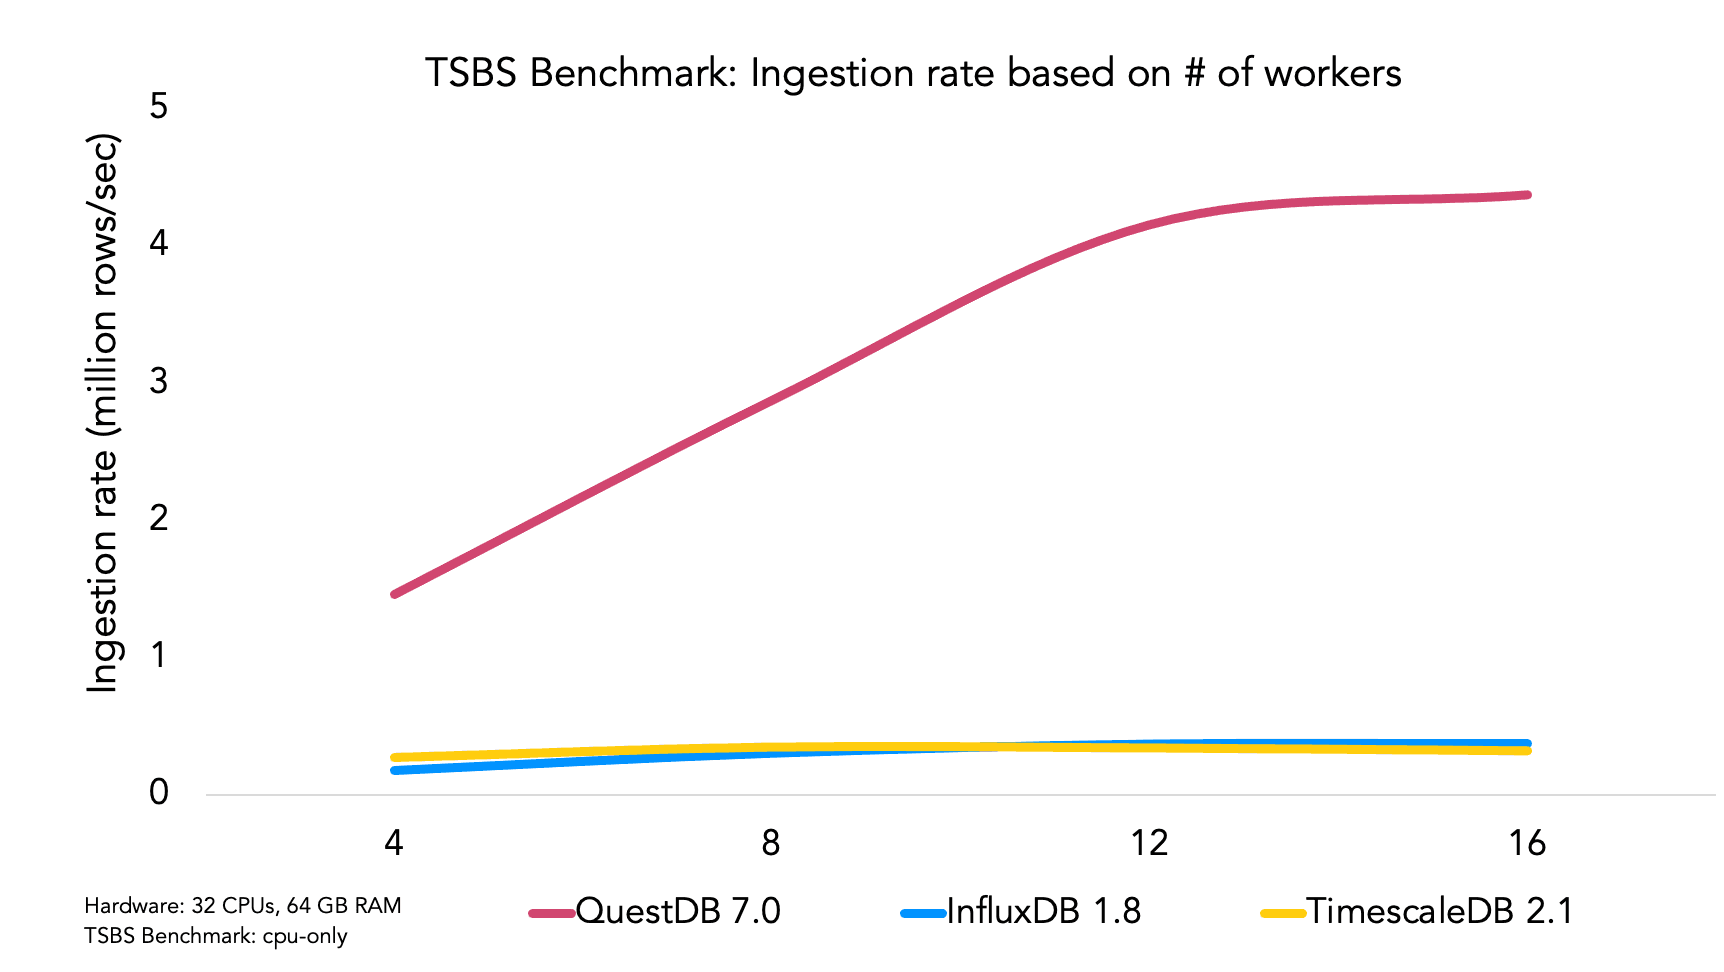 TSBS Benchmark: Ingestion rate based on # of workers
Ingestion rate (million rows/sec)
5
4
3
2
1
0
4 8 12 16
Hardware: 32 CPUs, 64 GB RAM
TSBS Benchmark: cpu-only
QuestDB 7.0 InfluxDB 1.8 TimescaleDB 2.1